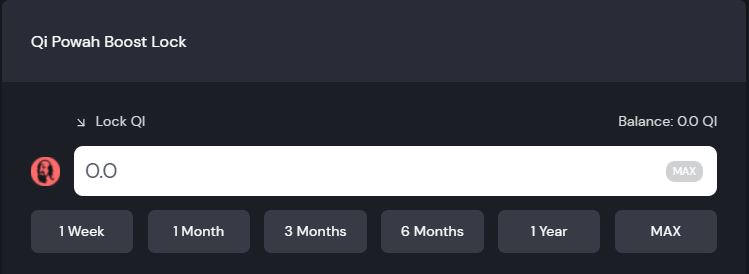 Qi Powah Boost Lock
Lock QI Balance: 0.0 QI
0.0 MAX
1 Week 1 Month 3 Months 6 Months 1 Year MAX